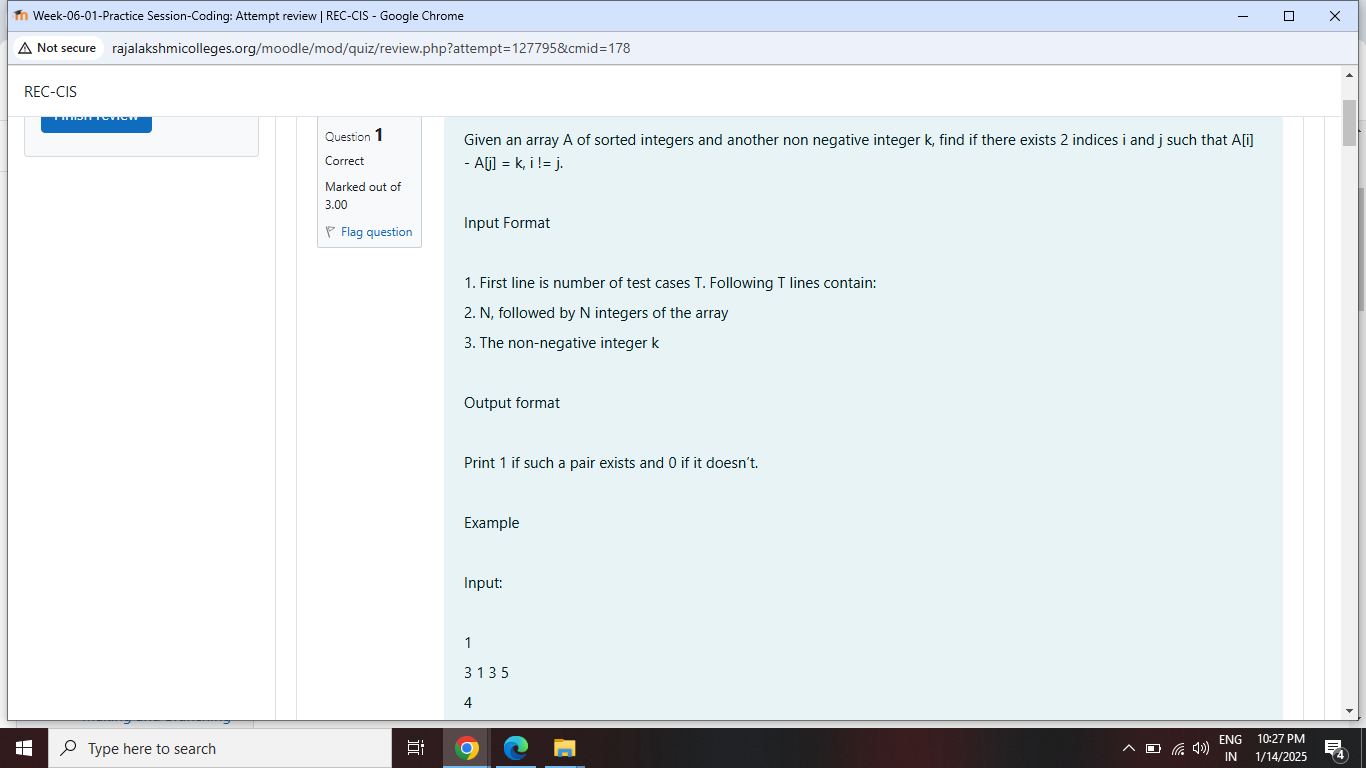 Week-06-01-Practice Session-Coding: Attempt review | REC-CIS - Google Chrome
Not secure rajalakshmicolleges.org/moodle/mod/quiz/review.php?attempt=127795&cmid=178
REC-CIS
Finish review
Question 1
Correct
Marked out of
3.00
Flag question
Given an array A of sorted integers and another non negative integer k, find if there exists 2 indices i and j such that A[i]
- A[j] = k, i != j.
Input Format
1. First line is number of test cases T. Following T lines contain:
2. N, followed by N integers of the array
3. The non-negative integer k
Output format
Print 1 if such a pair exists and 0 if it doesn’t.
Example
Input:
1
3 1 3 5
4
Making and Branching
Type here to search
ENG
IN
10:27 PM
1/14/2025
4